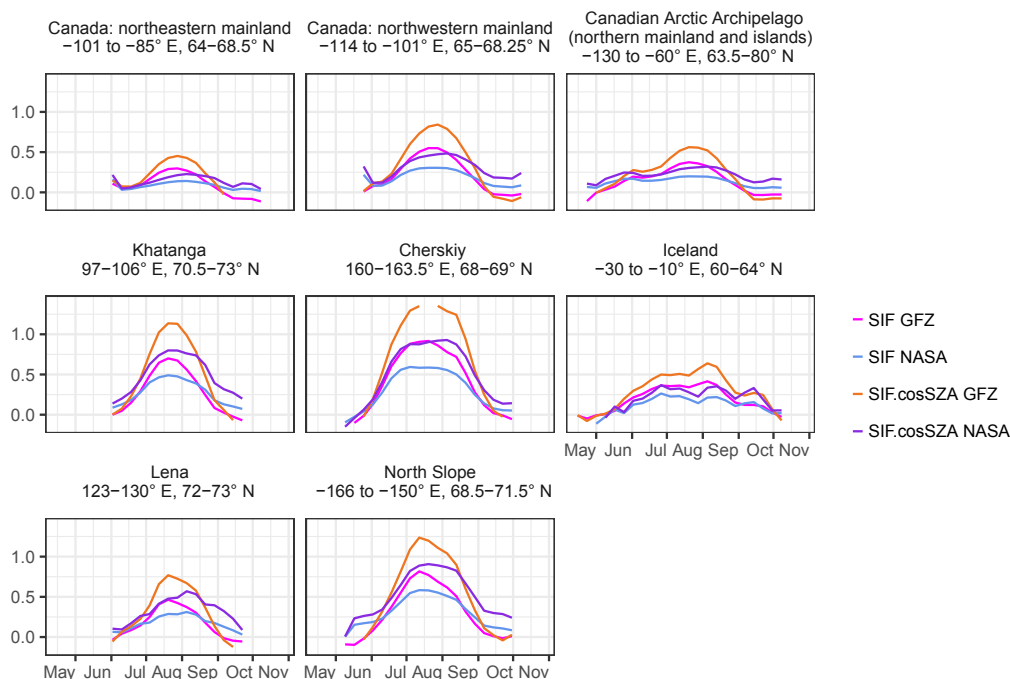 Canada: northeastern mainland
−101 to −85° E, 64−68.5° N
Canada: northwestern mainland
−114 to −101° E, 65−68.25° N
Canadian Arctic Archipelago
(northern mainland and islands)
−130 to −60° E, 63.5−80° N
1.0
0.5
0.0
Khatanga
97−106° E, 70.5−73° N
Cherskiy
160−163.5° E, 68−69° N
Iceland
−30 to −10° E, 60−64° N
1.0
0.5
0.0
May Jun Jul Aug Sep Oct Nov
SIF GFZ
SIF NASA
SIF.cosSZA GFZ
SIF.cosSZA NASA
Lena
123−130° E, 72−73° N
North Slope
−166 to −150° E, 68.5−71.5° N
1.0
0.5
0.0
May Jun Jul Aug Sep Oct Nov
May Jun Jul Aug Sep Oct Nov